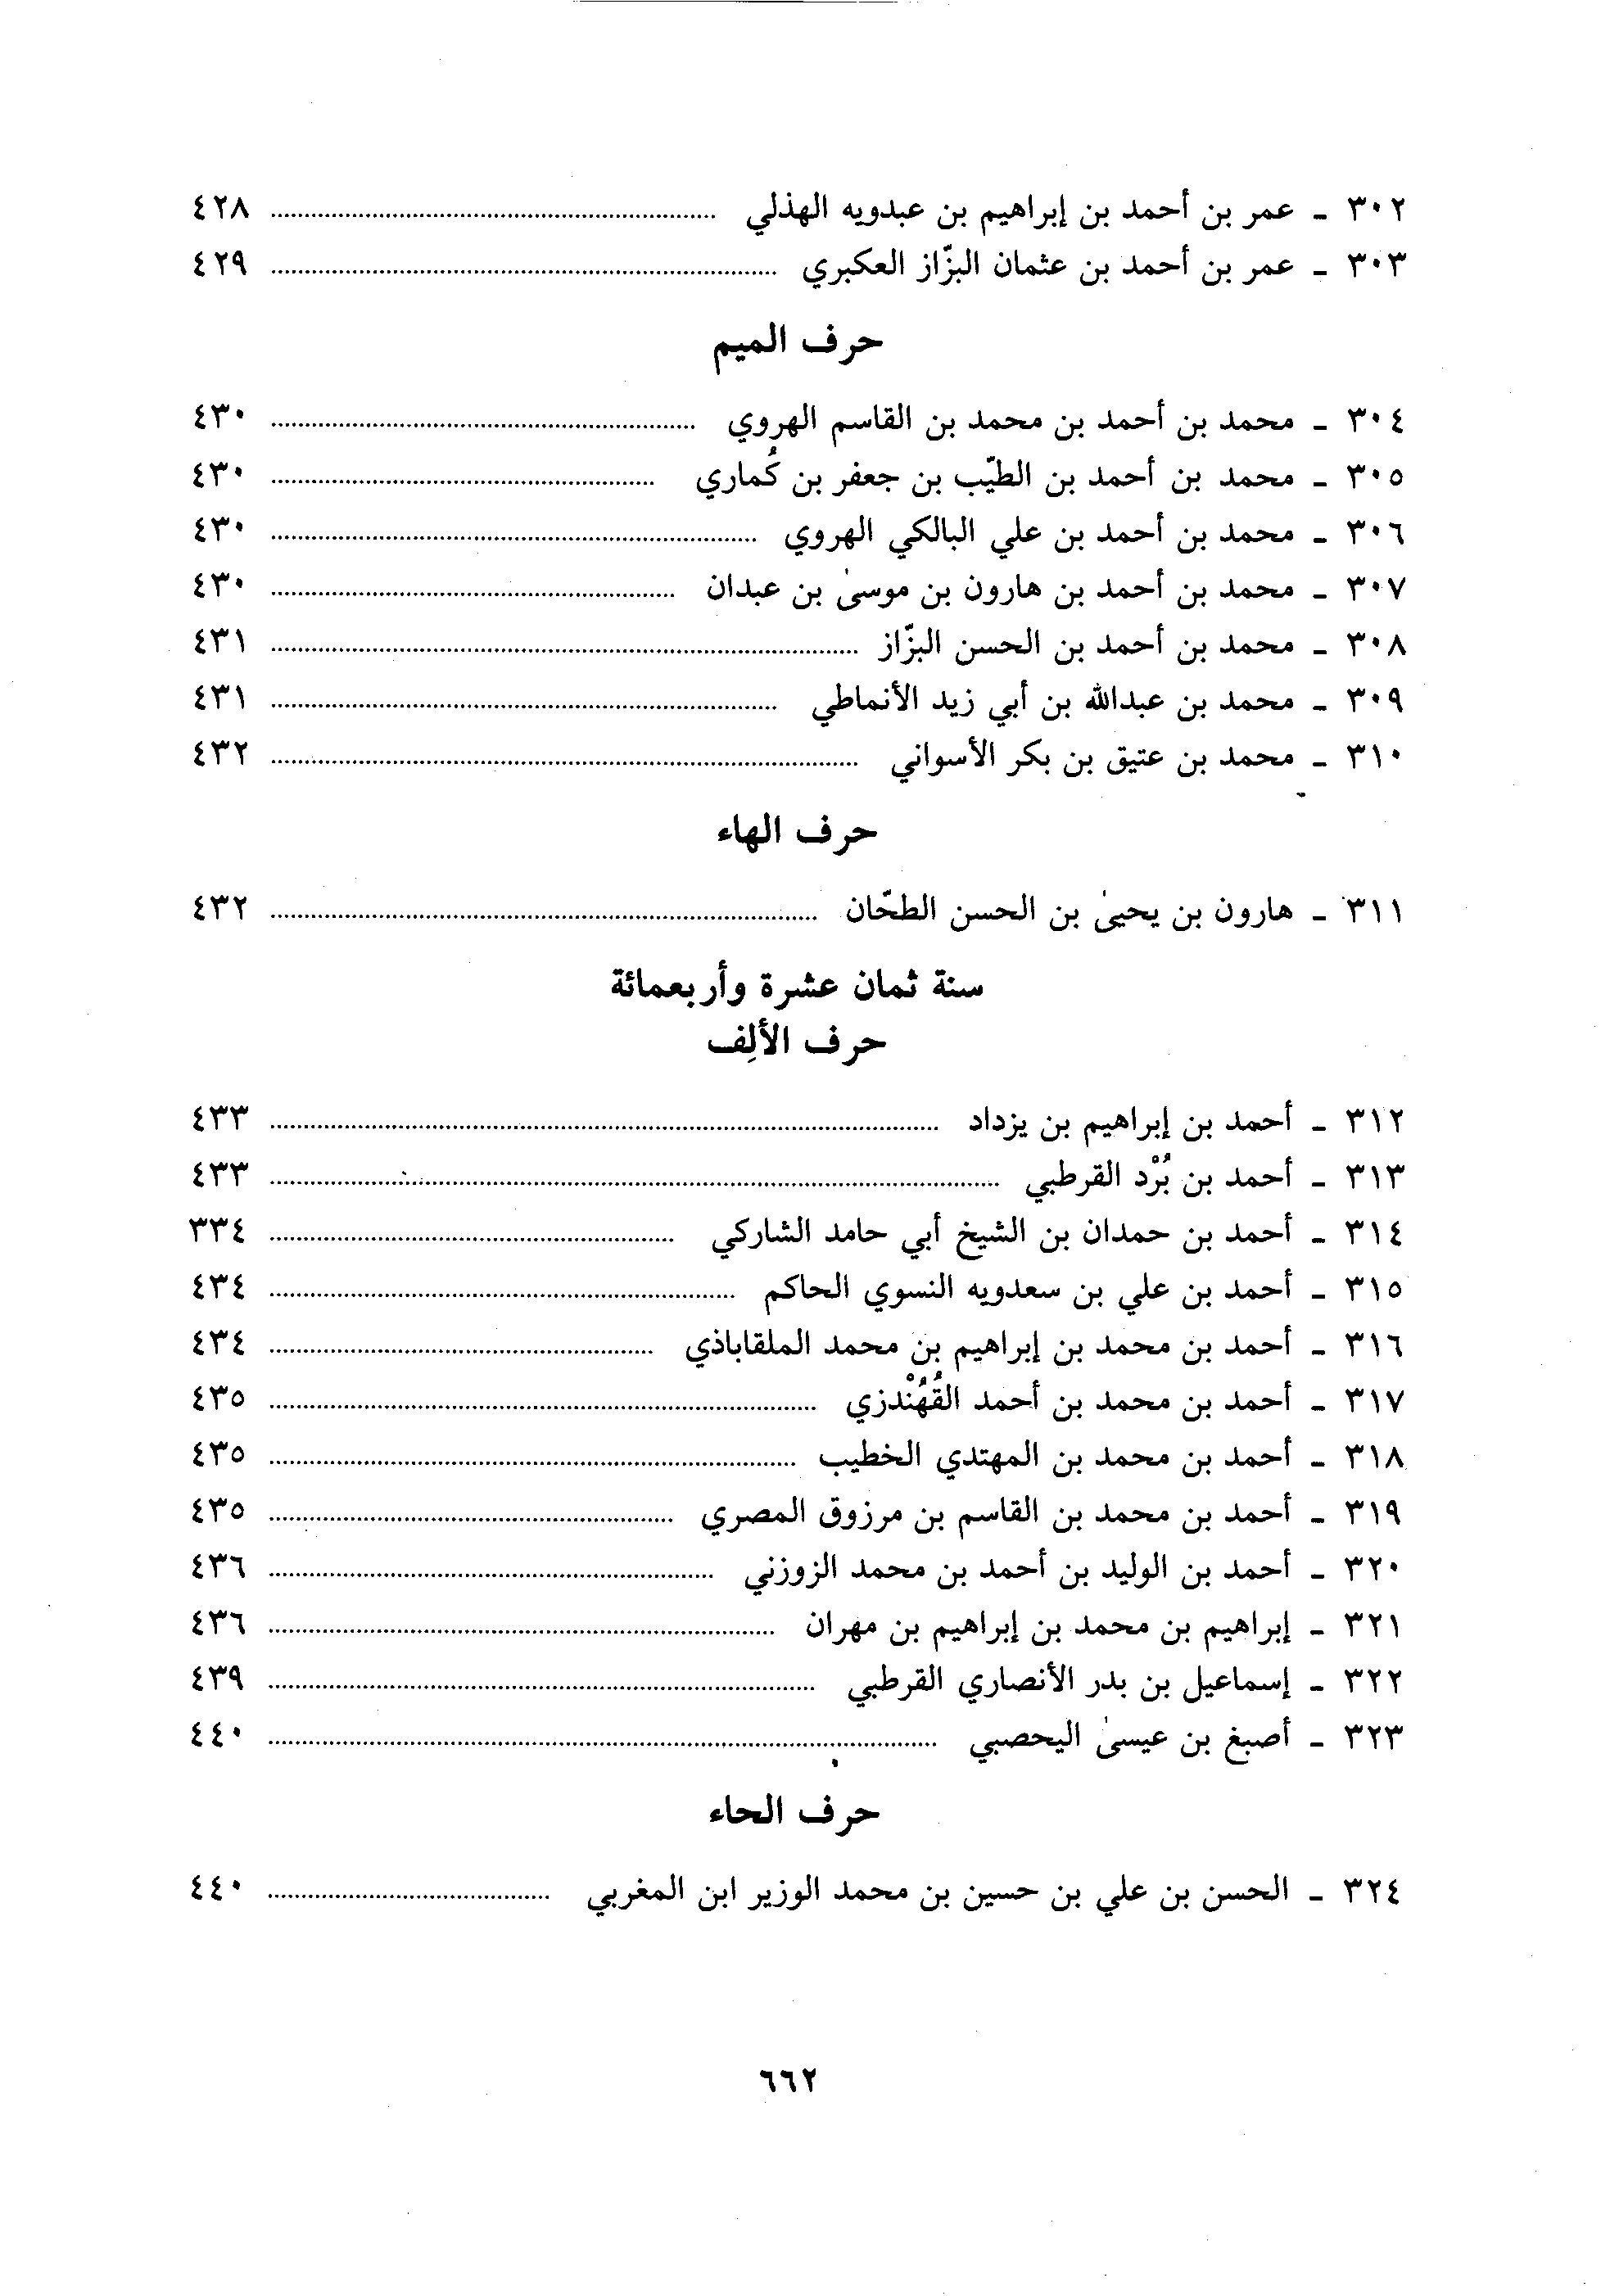 ٣٠٢ - عمر بن أحمد بن إبراهيم بن عبدويه الهذلي ........ ٤٢٨
٣٠٣ - عمر بن أحمد بن عثمان البزّاز العكبري ........ ٤٢٩
حرف الميم
٣٠٤ - محمد بن أحمد بن محمد بن القاسم الهروي ........ ٤٣٠
٣٠٥ - محمد بن أحمد بن الطيّب بن جعفر بن كُماري ........ ٤٣٠
٣٠٦ - محمد بن أحمد بن علي البالكي الهروي ........ ٤٣٠
٣٠٧ - محمد بن أحمد بن هارون بن موسىٰ بن عبدان ........ ٤٣٠
٣٠٨ - محمد بن أحمد بن الحسن البزّاز ........ ٤٣١
٣٠٩ - محمد بن عبدالله بن أبي زيد الأنماطي ........ ٤٣١
٣١٠ - محمد بن عتيق بن بكر الأسواني ........ ٤٣٢
حرف الهاء
٣١١ - هارون بن يحيىٰ بن الحسن الطحّان ........ ٤٣٢
سنة ثمان عشرة وأربعمائة
حرف الألِف
٣١٢ - أحمد بن إبراهيم بن يزداد ........ ٤٣٣
٣١٣ - أحمد بن بُرْد القرطبي ........ ٤٣٣
٣١٤ - أحمد بن حمدان بن الشيخ أبي حامد الشاركي ........ ٣٣٤
٣١٥ - أحمد بن علي بن سعدويه النسوي الحاكم ........ ٤٣٤
٣١٦ - أحمد بن محمد بن إبراهيم بن محمد الملقاباذي ........ ٤٣٤
٣١٧ - أحمد بن محمد بن أحمد القُهُنْدزي ........ ٤٣٥
٣١٨ - أحمد بن محمد بن المهتدي الخطيب ........ ٤٣٥
٣١٩ - أحمد بن محمد بن القاسم بن مرزوق المصري ........ ٤٣٥
٣٢٠ - أحمد بن الوليد بن أحمد بن محمد الزوزني ........ ٤٣٦
٣٢١ - إبراهيم بن محمد بن إبراهيم بن مهران ........ ٤٣٦
٣٢٢ - إسماعيل بن بدر الأنصاري القرطبي ........ ٤٣٩
٣٢٣ - أصبغ بن عيسىٰ اليحصبي ........ ٤٤٠
حرف الحاء
٣٢٤ - الحسن بن علي بن حسين بن محمد الوزير ابن المغربي ........ ٤٤٠
٦٦٢